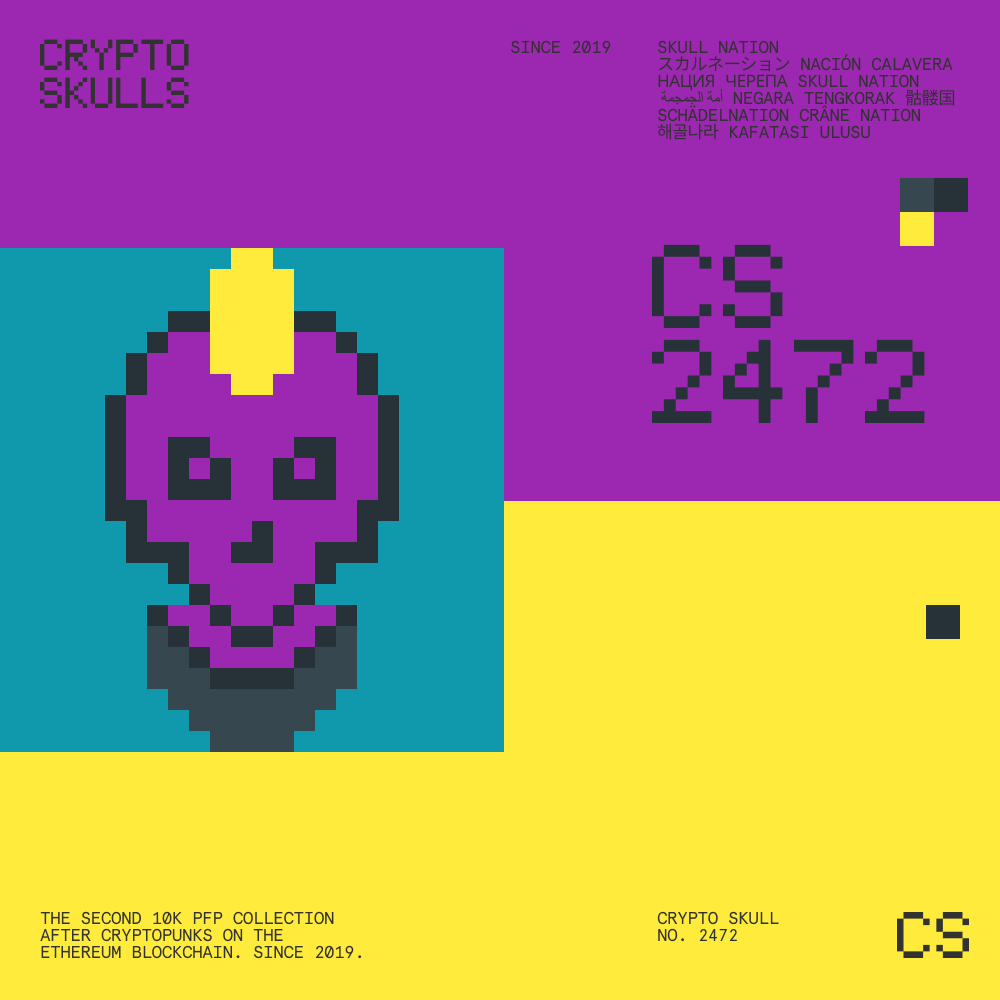 CRYPTO
SKULLS
SINCE 2019
SKULL NATION
スカルネーション NACIÓN CALAVERA
НАЦИЯ ЧЕРЕПА SKULL NATION
أمة الجمجمة NEGARA TENGKORAK 骷髅国
SCHÄDELNATION CRÂNE NATION
해골나라 KAFATASI ULUSU
CS
2472
THE SECOND 10K PFP COLLECTION
AFTER CRYPTOPUNKS ON THE
ETHEREUM BLOCKCHAIN. SINCE 2019.
CRYPTO SKULL
NO. 2472
CS